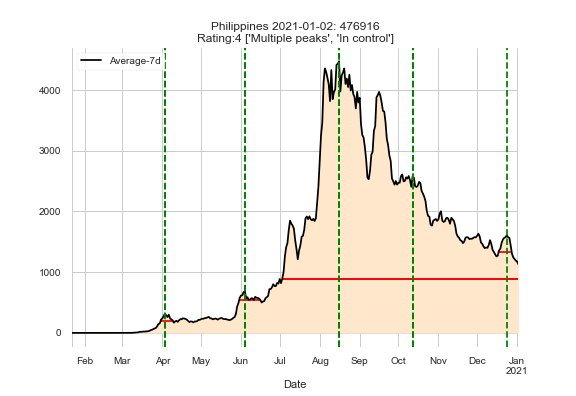 Philippines 2021-01-02: 476916
Rating:4 ['Multiple peaks', 'In control']
Average-7d
4000
3000
2000
1000
0
Feb Mar Apr May Jun Jul Aug Sep Oct Nov Dec Jan
2021
Date